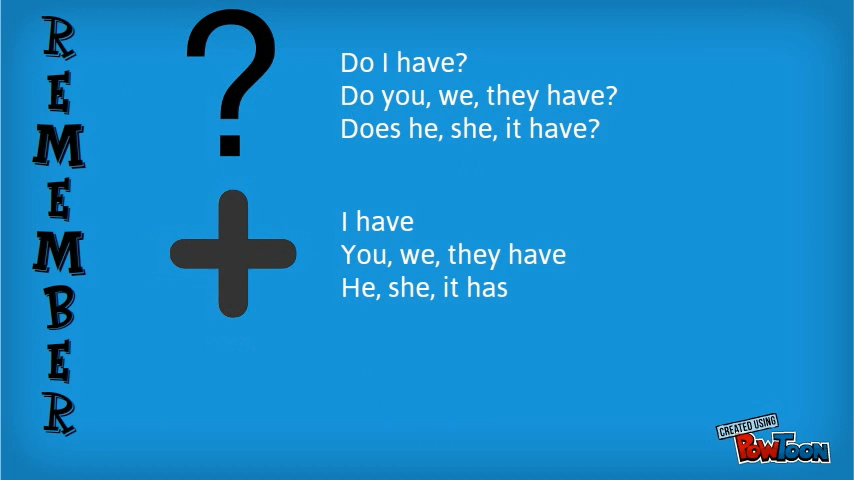 REMEMBER
?
Do I have?
Do you, we, they have?
Does he, she, it have?
+
I have
You, we, they have
He, she, it has
CREATED USING
POWTOON